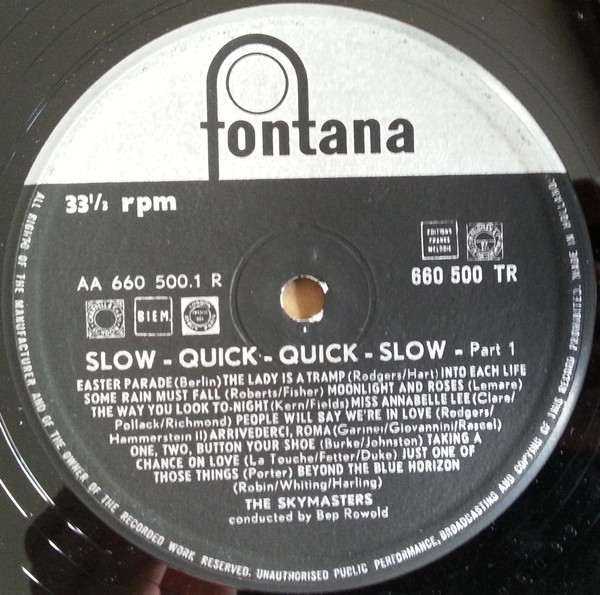 fontana
33⅓ rpm
EDITIONS
FRANCE
MELODIE
AA 660 500.1 R
660 500 TR
BIEM
SLOW - QUICK - QUICK - SLOW - Part 1
EASTER PARADE (Berlin) THE LADY IS A TRAMP (Rodgers/Hart) INTO EACH LIFE
SOME RAIN MUST FALL (Roberts/Fisher) MOONLIGHT AND ROSES (Lemare)
THE WAY YOU LOOK TO-NIGHT (Kern/Fields) MISS ANNABELLE LEE (Clare/
Pollack/Richmond) PEOPLE WILL SAY WE'RE IN LOVE (Rodgers/
Hammerstein II) ARRIVEDERCI, ROMA (Garinei/Giovannini/Rascel)
ONE, TWO, BUTTON YOUR SHOE (Burke/Johnston) TAKING A
CHANCE ON LOVE (La Touche/Fetter/Duke) JUST ONE OF
THOSE THINGS (Porter) BEYOND THE BLUE HORIZON
(Robin/Whiting/Harling)
THE SKYMASTERS
conducted by Bep Rowold
ALL RIGHTS OF THE MANUFACTURER AND OF THE OWNER OF THE RECORDED WORK RESERVED. UNAUTHORISED PUBLIC PERFORMANCE, BROADCASTING AND COPYING OF THIS RECORD PROHIBITED. MADE IN HOLLAND.